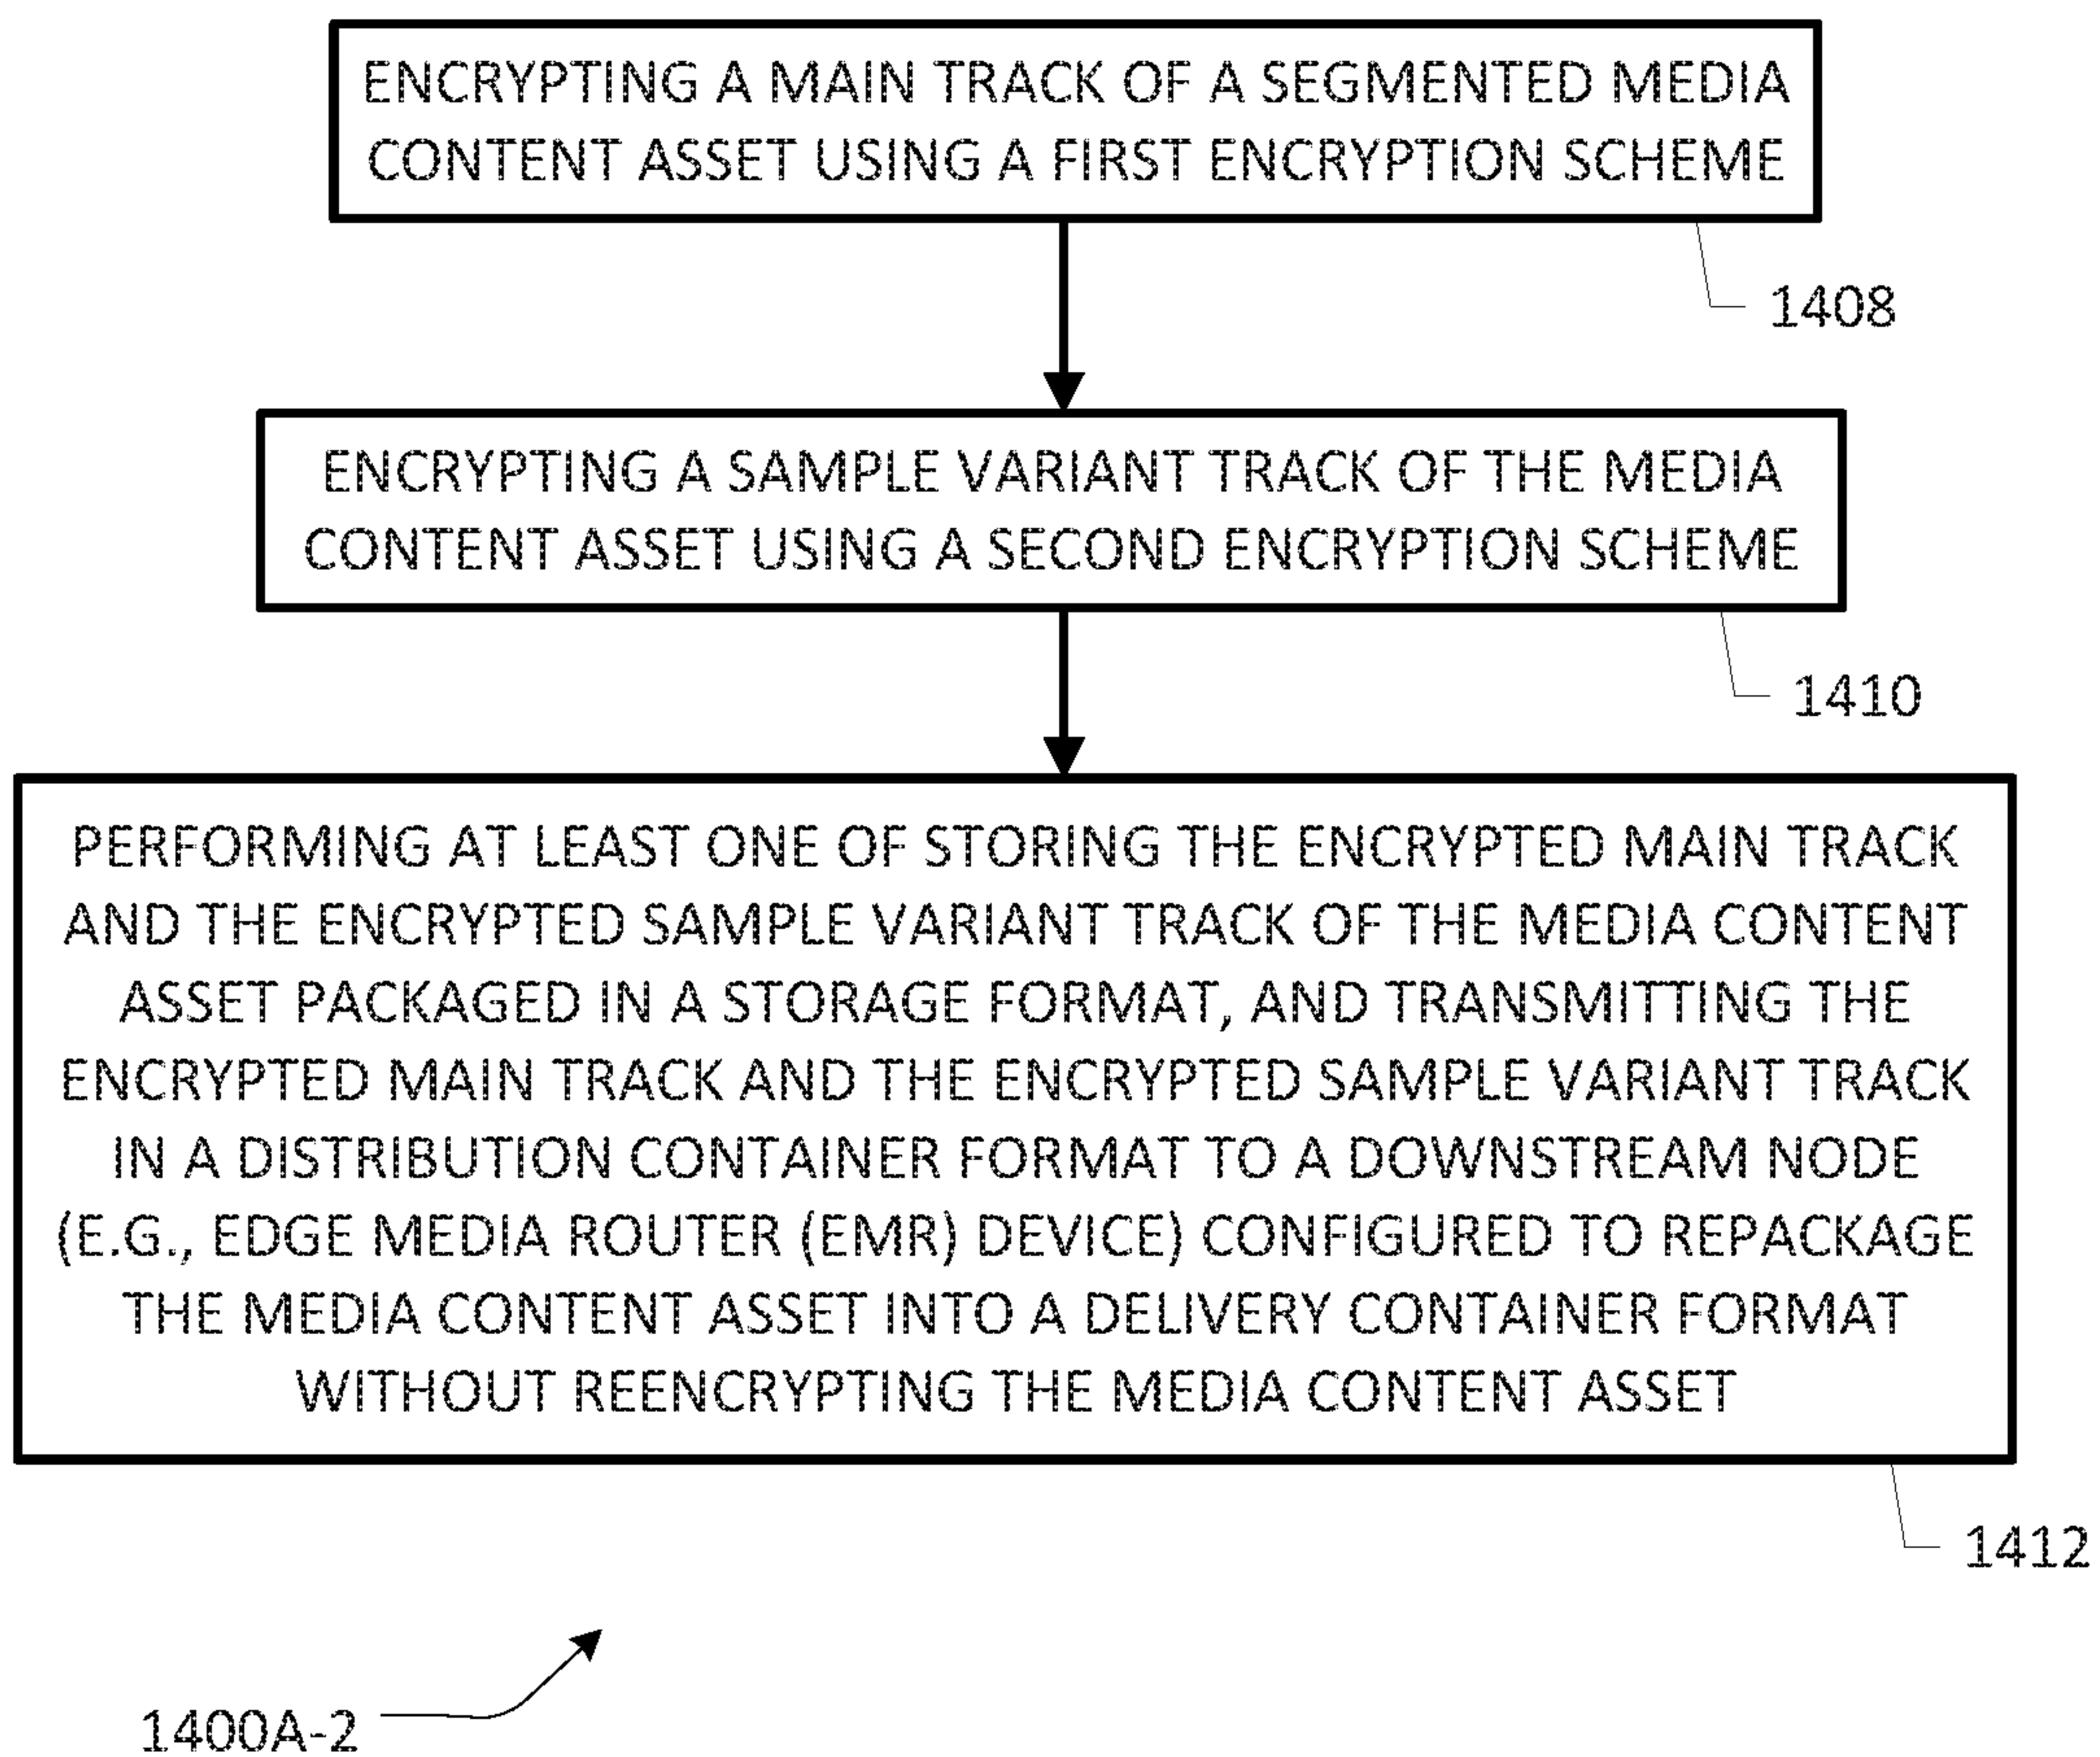 ENCRYPTING A MAIN TRACK OF A SEGMENTED MEDIA
CONTENT ASSET USING A FIRST ENCRYPTION SCHEME
1408
ENCRYPTING A SAMPLE VARIANT TRACK OF THE MEDIA
CONTENT ASSET USING A SECOND ENCRYPTION SCHEME
1410
PERFORMING AT LEAST ONE OF STORING THE ENCRYPTED MAIN TRACK
AND THE ENCRYPTED SAMPLE VARIANT TRACK OF THE MEDIA CONTENT
ASSET PACKAGED IN A STORAGE FORMAT, AND TRANSMITTING THE
ENCRYPTED MAIN TRACK AND THE ENCRYPTED SAMPLE VARIANT TRACK
IN A DISTRIBUTION CONTAINER FORMAT TO A DOWNSTREAM NODE
(E.G., EDGE MEDIA ROUTER (EMR) DEVICE) CONFIGURED TO REPACKAGE
THE MEDIA CONTENT ASSET INTO A DELIVERY CONTAINER FORMAT
WITHOUT REENCRYPTING THE MEDIA CONTENT ASSET
1412
1400A-2